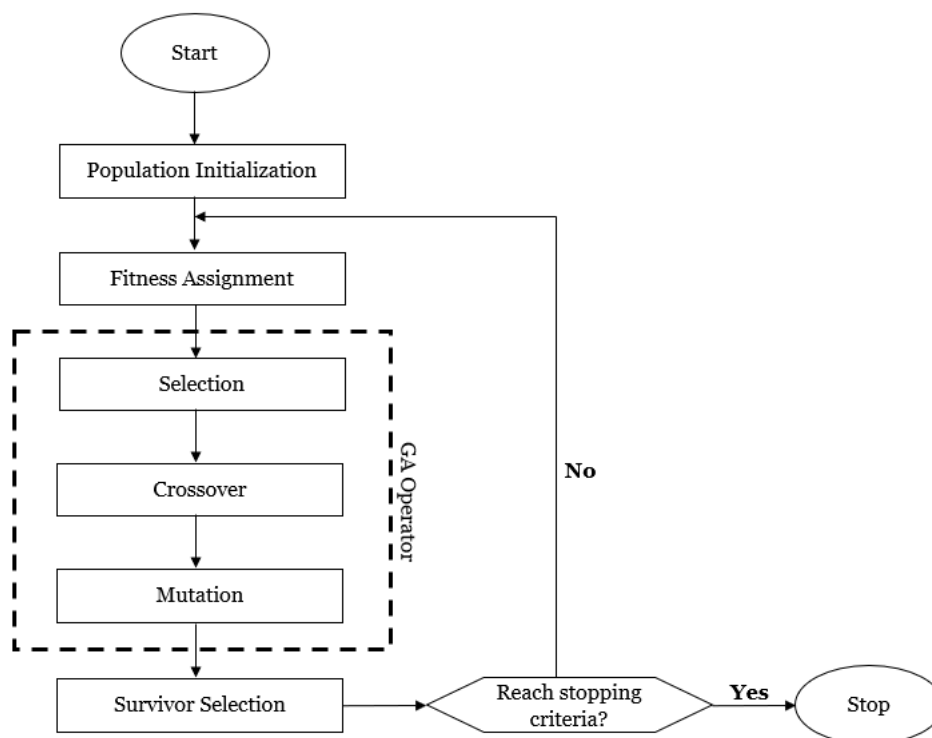 Start
Population Initialization
Fitness Assignment
Selection
Crossover
Mutation
GA Operator
No
Survivor Selection
Reach stopping
criteria?
Yes
Stop